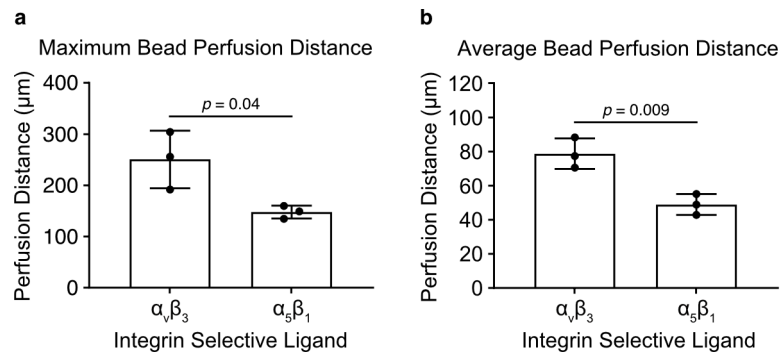 a
Maximum Bead Perfusion Distance
Perfusion Distance (μm)
400
300
200
100
0
p = 0.04
αᵥβ₃
α₅β₁
Integrin Selective Ligand
b
Average Bead Perfusion Distance
Perfusion Distance (μm)
120
100
80
60
40
20
0
p = 0.009
αᵥβ₃
α₅β₁
Integrin Selective Ligand